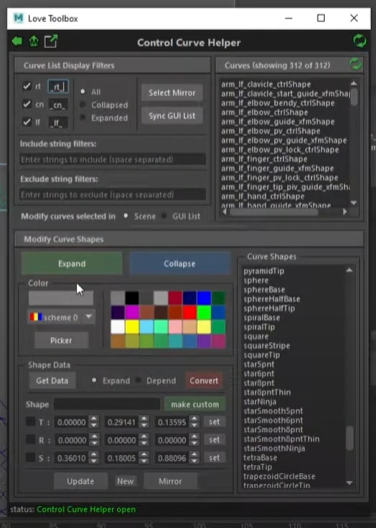 Love Toolbox
Control Curve Helper
Curve List Display Filters
rt _rt_
cn _cn_
lf _lf_
All
Collapsed
Expanded
Select Mirror
Sync GUI List
Include string filters:
Enter strings to include (space separated)
Exclude string filters:
Enter strings to exclude (space separated)
Modify curves selected in Scene GUI List
Curves (showing 312 of 312)
arm_lf_clavicle_ctrlShape
arm_lf_clavicle_start_guide_xfmShape
arm_lf_elbow_bendy_ctrlShape
arm_lf_elbow_ctrlShape
arm_lf_elbow_guide_xfmShape
arm_lf_elbow_pv_ctrlShape
arm_lf_elbow_pv_guide_xfmShape
arm_lf_elbow_pv_lock_ctrlShape
arm_lf_finger_ctrlShape
arm_lf_finger_guide_xfmShape
arm_lf_finger_pv_ctrlShape
arm_lf_finger_tip_piv_guide_xfmSh
arm_lf_hand_ctrlShape
arm_lf_hand_guide_xfmShape
Modify Curve Shapes
Expand
Collapse
Color
scheme 0
Picker
Shape Data
Get Data
Expand
Depend
Convert
Shape
make custom
T : 0.00000 0.29141 0.13595 set
R : 0.00000 0.00000 0.00000 set
S : 0.36010 0.18005 0.88096 set
Update
New
Mirror
Curve Shapes
pyramidTip
sphere
sphereBase
sphereHalfBase
sphereHalfTip
spiralBase
spiralTip
square
squareStripe
squareTip
star5pnt
star6pnt
star8pnt
star8pntThin
starNinja
starSmooth5pnt
starSmooth6pnt
starSmooth8pnt
starSmooth8pntThin
starSmoothNinja
tetraBase
tetraTip
trapezoidCircleBase
trapezoidCircleTip
status: Control Curve Helper open